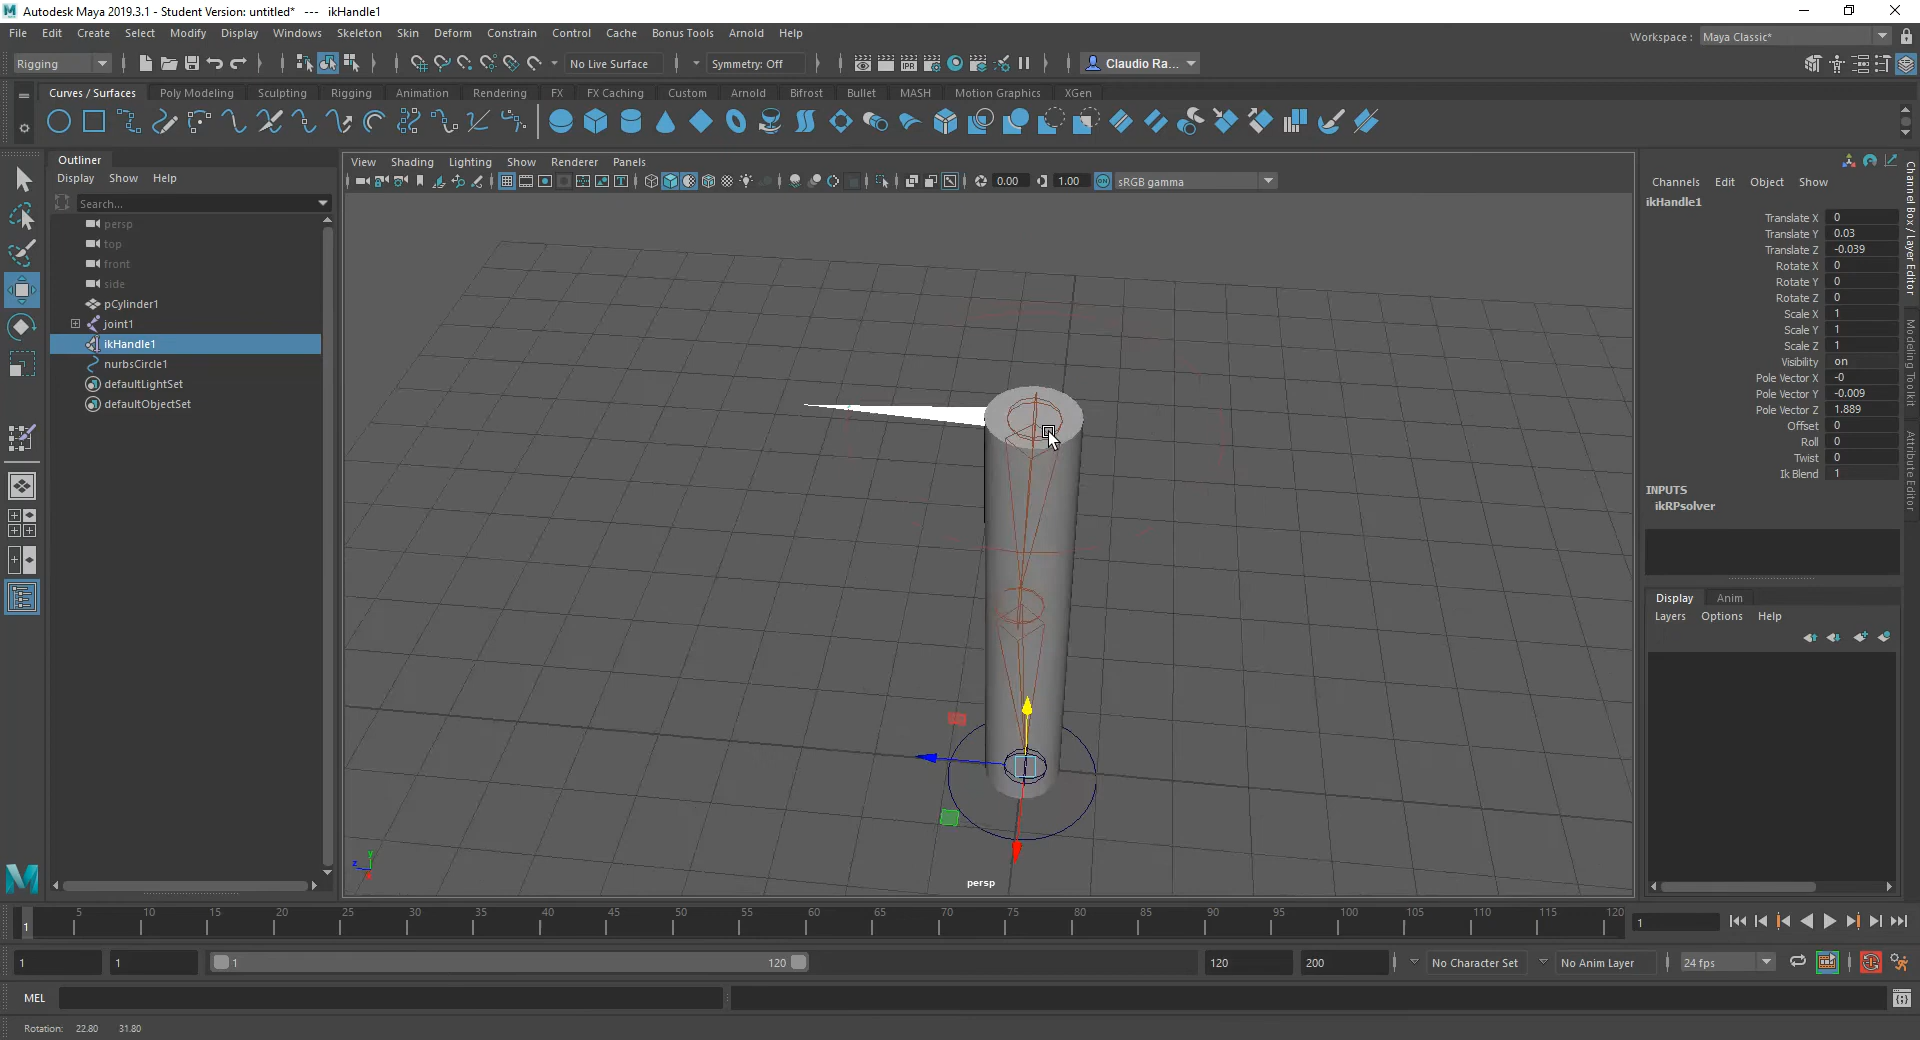 Autodesk Maya 2019.3.1 - Student Version: untitled* --- ikHandle1
File Edit Create Select Modify Display Windows Skeleton Skin Deform Constrain Control Cache Bonus Tools Arnold Help
Workspace : Maya Classic*
Rigging No Live Surface Symmetry: Off Claudio Ra...
Curves / Surfaces Poly Modeling Sculpting Rigging Animation Rendering FX FX Caching Custom Arnold Bifrost Bullet MASH Motion Graphics XGen
Outliner
Display Show Help
Search...
persp
top
front
side
pCylinder1
joint1
ikHandle1
nurbsCircle1
defaultLightSet
defaultObjectSet
View Shading Lighting Show Renderer Panels
0.00 1.00 sRGB gamma
persp
y
z
Channels Edit Object Show
ikHandle1
Translate X 0
Translate Y 0.03
Translate Z -0.039
Rotate X 0
Rotate Y 0
Rotate Z 0
Scale X 1
Scale Y 1
Scale Z 1
Visibility on
Pole Vector X -0
Pole Vector Y -0.009
Pole Vector Z 1.889
Offset 0
Roll 0
Twist 0
Ik Blend 1
INPUTS
ikRPsolver
Display Anim
Layers Options Help
Channel Box / Layer Editor
Modeling Toolkit
Attribute Editor
5 10 15 20 25 30 35 40 45 50 55 60 65 70 75 80 85 90 95 100 105 110 115 120
1 1
1 1 1 120 120 200 No Character Set No Anim Layer 24 fps
MEL
Rotation: 22.80 31.80